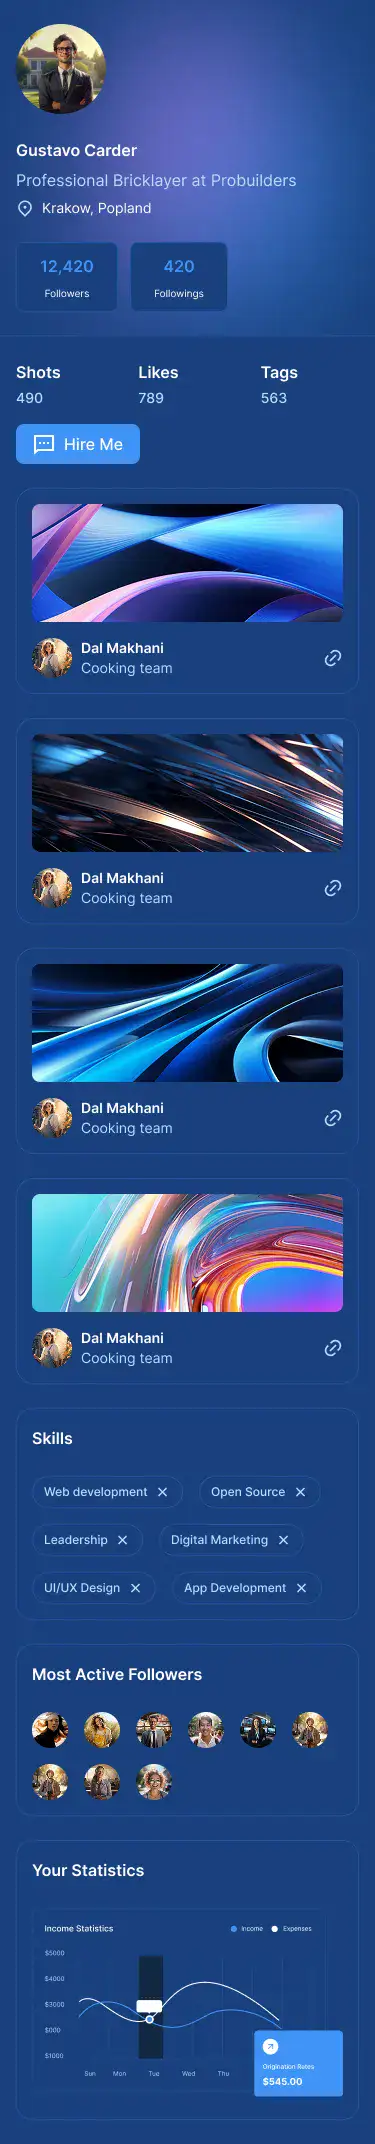 Gustavo Carder
Professional Bricklayer at Probuilders
Krakow, Popland
12,420
Followers
420
Followings
Shots
490
Likes
789
Tags
563
Hire Me
Dal Makhani
Cooking team
Dal Makhani
Cooking team
Dal Makhani
Cooking team
Dal Makhani
Cooking team
Skills
Web development
Open Source
Leadership
Digital Marketing
UI/UX Design
App Development
Most Active Followers
Your Statistics
Income Statistics
Income
Expenses
$5000
$4000
$3000
$000
$1000
Sun Mon Tue Wed Thu
Origination Rates
$545.00